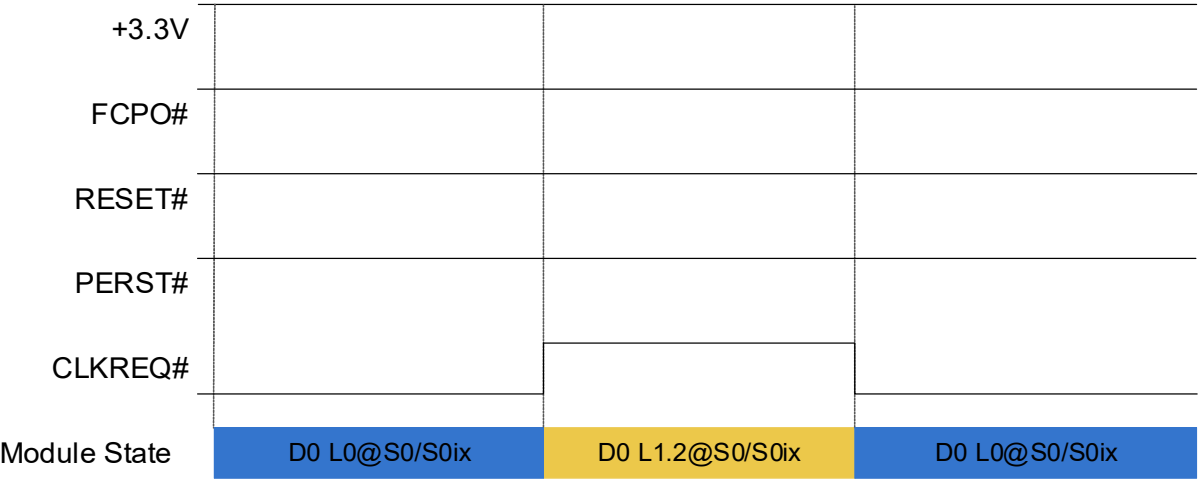 +3.3V
FCPO#
RESET#
PERST#
CLKREQ#
Module State
D0 L0@S0/S0ix
D0 L1.2@S0/S0ix
D0 L0@S0/S0ix